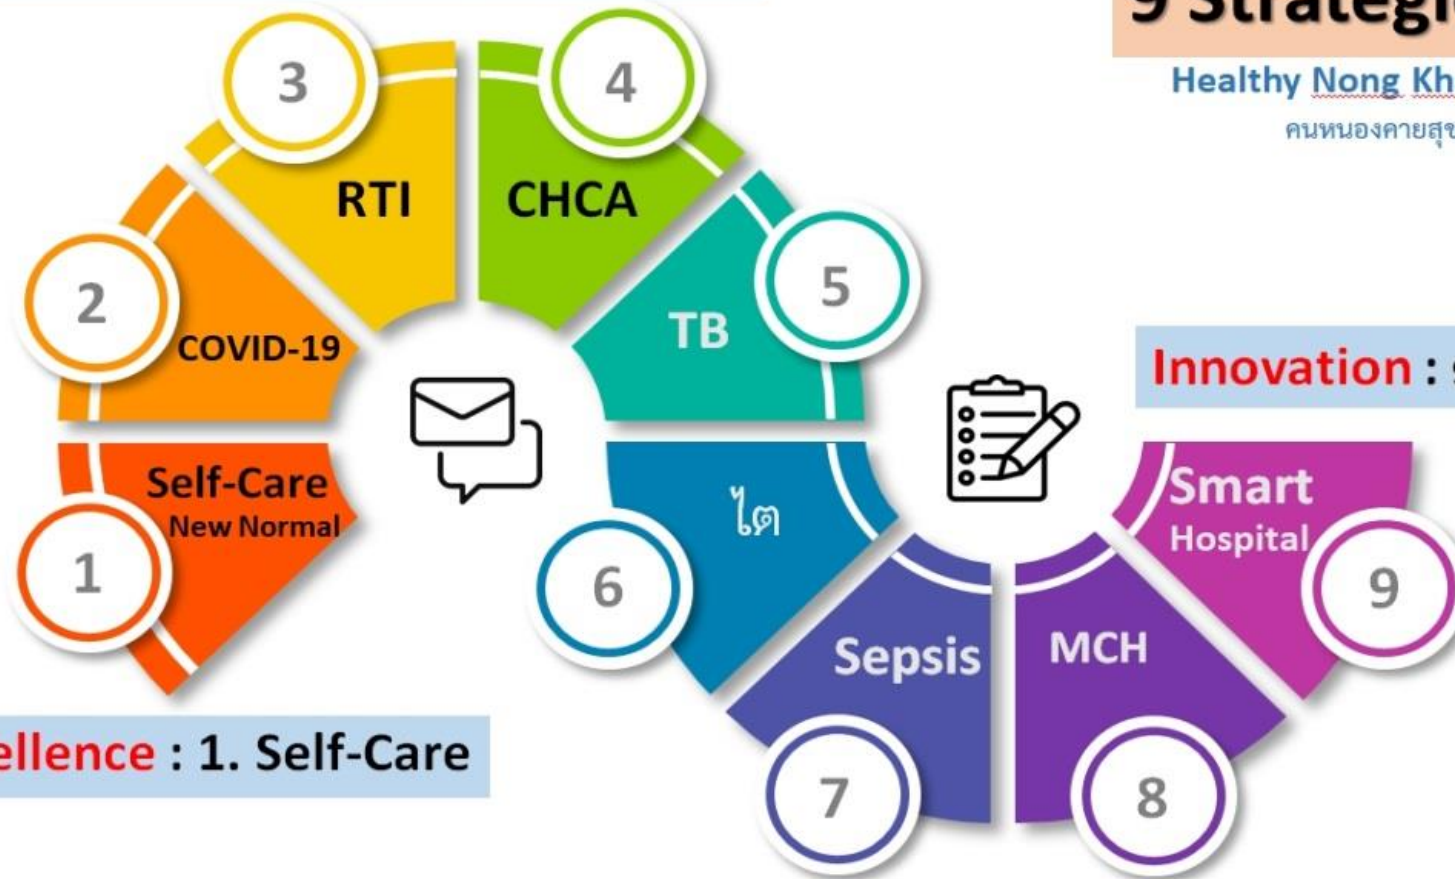 9 Strategi
Healthy Nong Kh
คนหนองคายสุข
3
RTI
4
CHCA
2
COVID-19
5
TB
Innovation :
1
Self-Care
New Normal
6
ไต
Smart
Hospital
9
7
Sepsis
8
MCH
ellence : 1. Self-Care